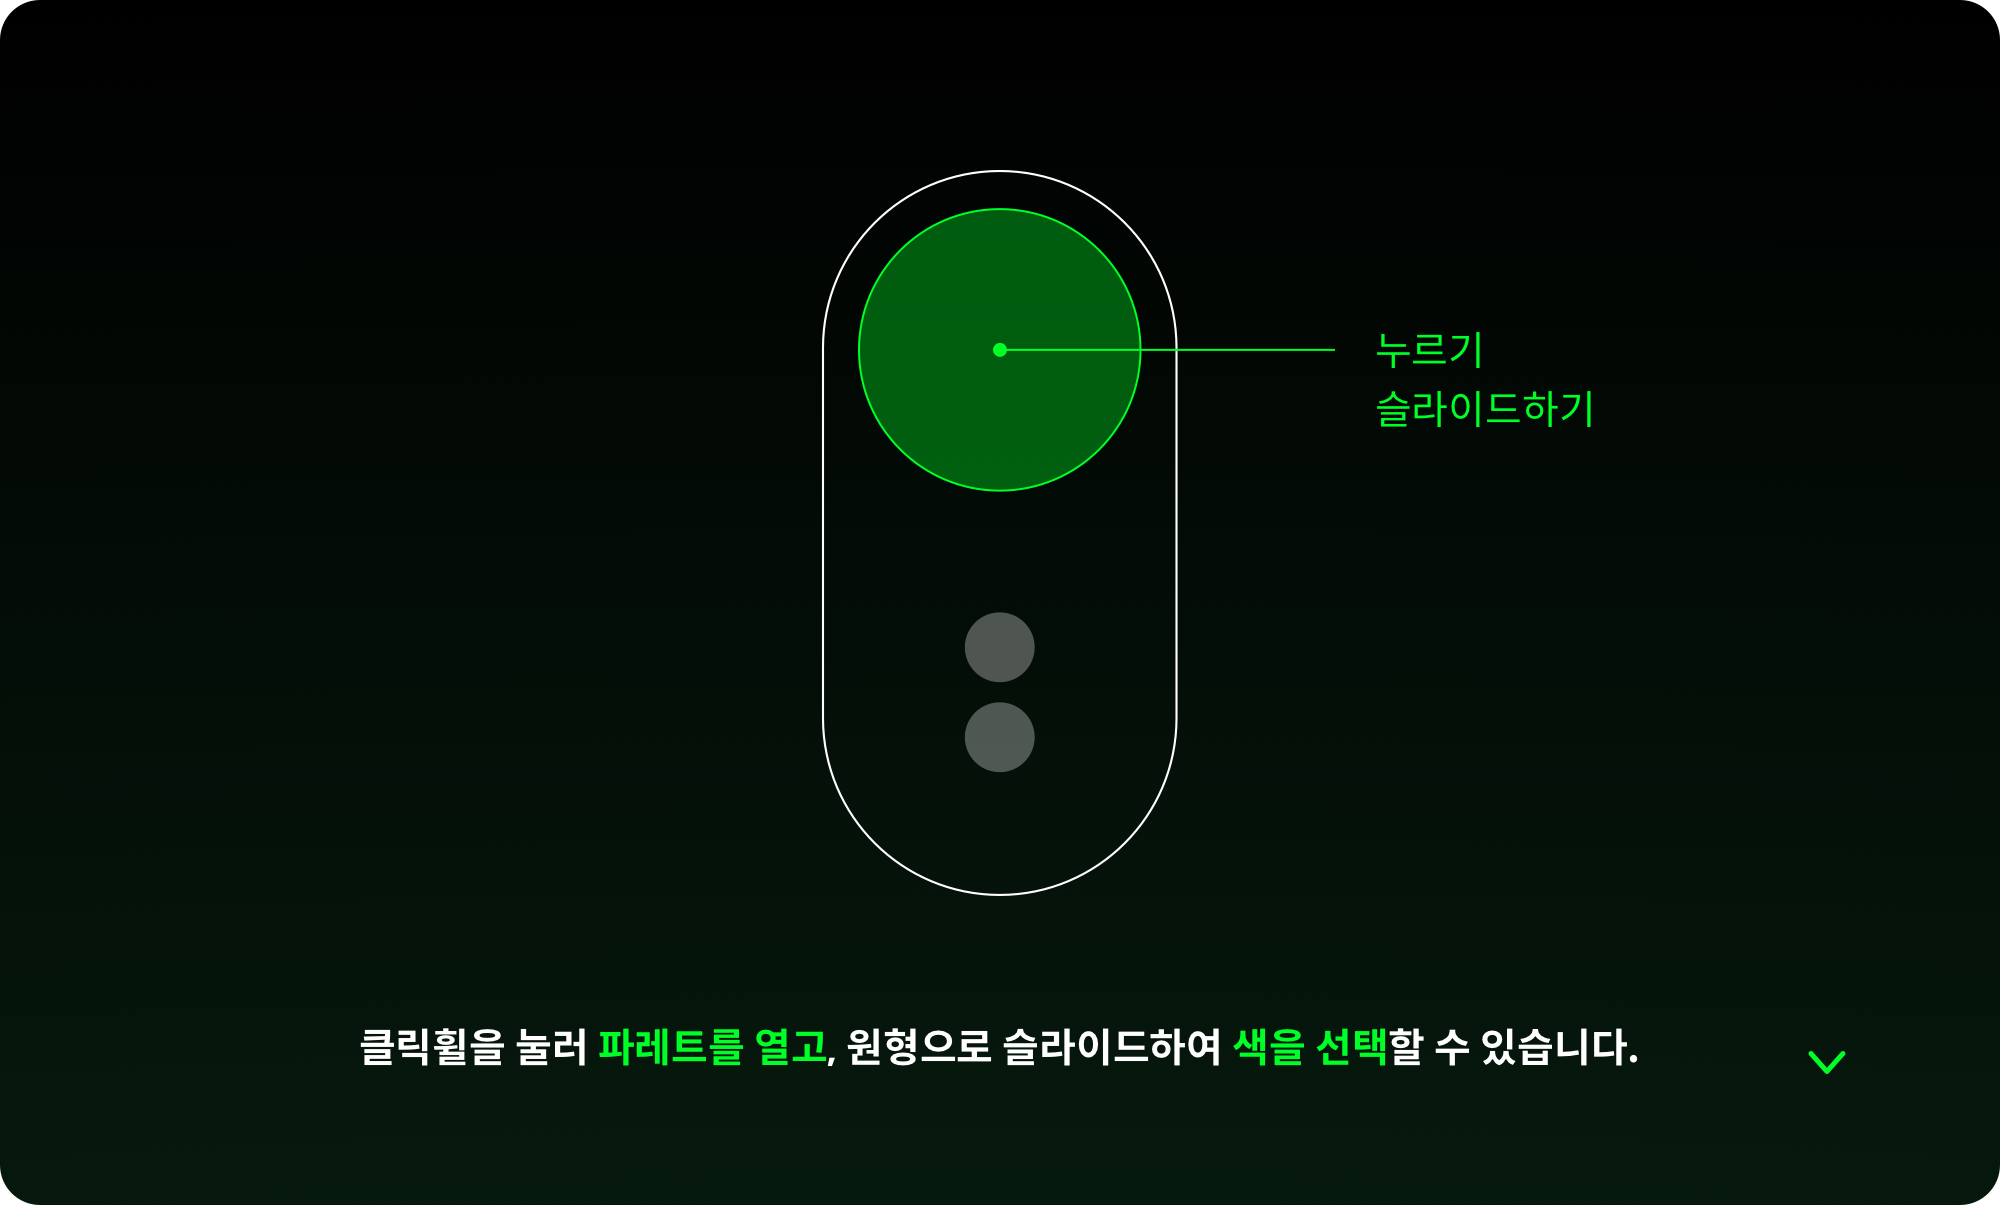 누르기
슬라이드하기
클릭휠을 눌러 파레트를 열고, 원형으로 슬라이드하여 색을 선택할 수 있습니다.